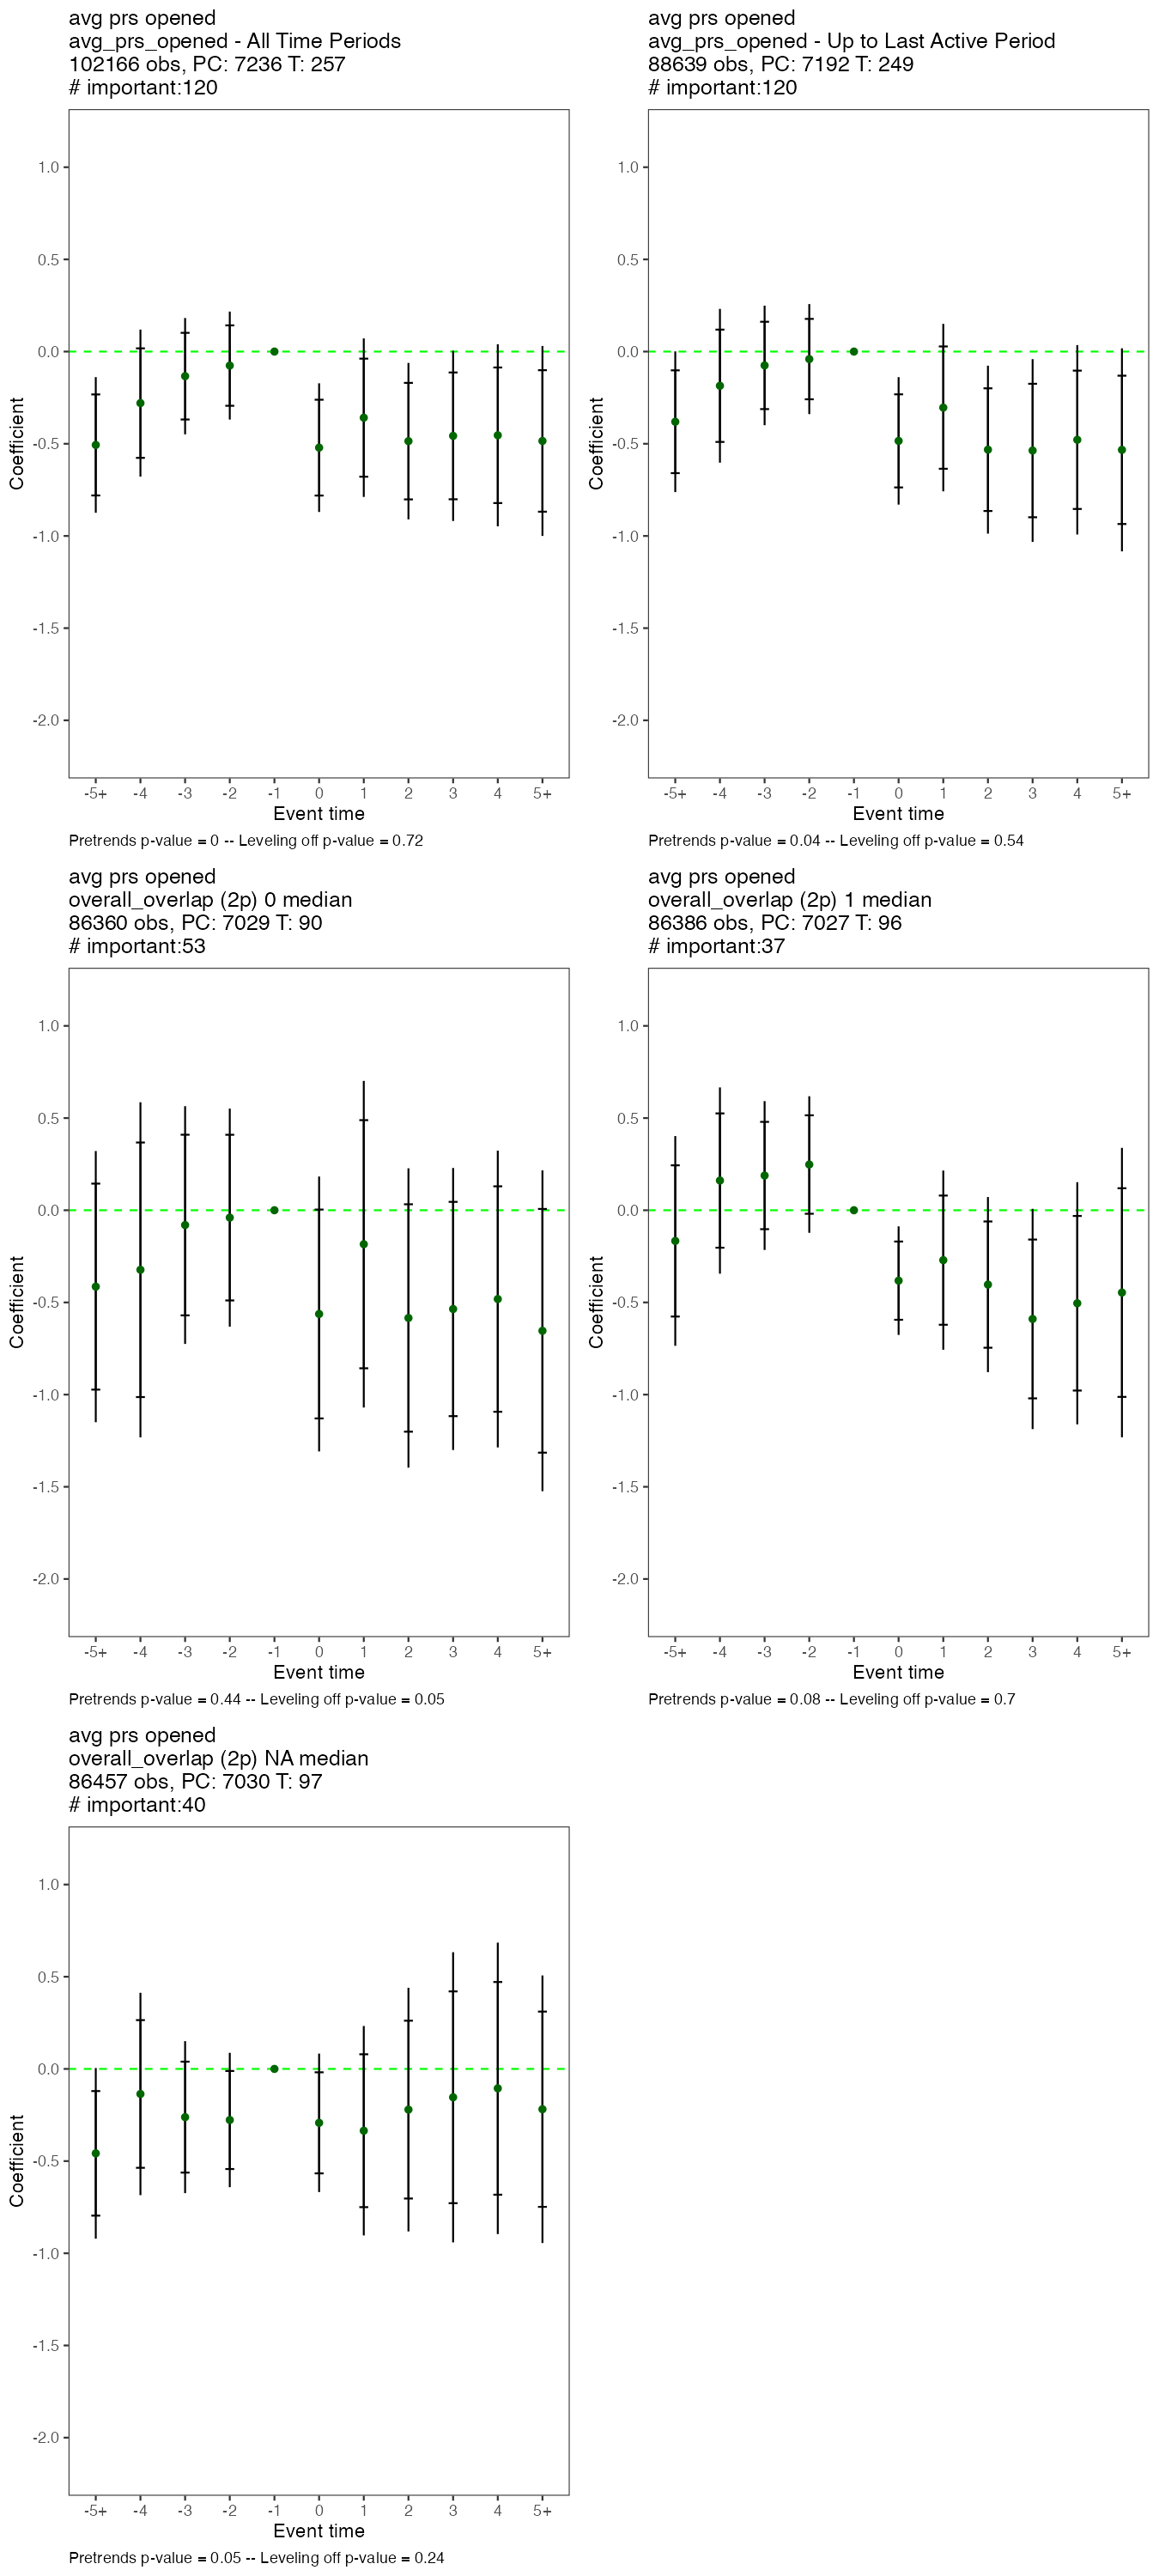 avg prs opened
avg_prs_opened - All Time Periods
102166 obs, PC: 7236 T: 257
# important:120
1.0
0.5
0.0
-0.5
-1.0
-1.5
-2.0
Coefficient
-5+ -4 -3 -2 -1 0 1 2 3 4 5+
Event time
Pretrends p-value = 0 -- Leveling off p-value = 0.72
avg prs opened
avg_prs_opened - Up to Last Active Period
88639 obs, PC: 7192 T: 249
# important:120
1.0
0.5
0.0
-0.5
-1.0
-1.5
-2.0
Coefficient
-5+ -4 -3 -2 -1 0 1 2 3 4 5+
Event time
Pretrends p-value = 0.04 -- Leveling off p-value = 0.54
avg prs opened
overall_overlap (2p) 0 median
86360 obs, PC: 7029 T: 90
# important:53
1.0
0.5
0.0
-0.5
-1.0
-1.5
-2.0
Coefficient
-5+ -4 -3 -2 -1 0 1 2 3 4 5+
Event time
Pretrends p-value = 0.44 -- Leveling off p-value = 0.05
avg prs opened
overall_overlap (2p) 1 median
86386 obs, PC: 7027 T: 96
# important:37
1.0
0.5
0.0
-0.5
-1.0
-1.5
-2.0
Coefficient
-5+ -4 -3 -2 -1 0 1 2 3 4 5+
Event time
Pretrends p-value = 0.08 -- Leveling off p-value = 0.7
avg prs opened
overall_overlap (2p) NA median
86457 obs, PC: 7030 T: 97
# important:40
1.0
0.5
0.0
-0.5
-1.0
-1.5
-2.0
Coefficient
-5+ -4 -3 -2 -1 0 1 2 3 4 5+
Event time
Pretrends p-value = 0.05 -- Leveling off p-value = 0.24